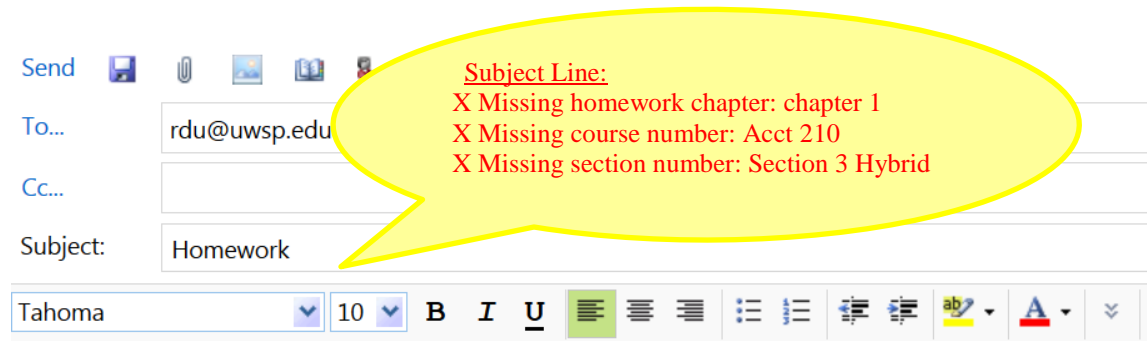 Send
Subject Line:
X Missing homework chapter: chapter 1
To... rdu@uwsp.edu
X Missing course number: Acct 210
X Missing section number: Section 3 Hybrid
Cc...
Subject: Homework
Tahoma 10 B I U ab A